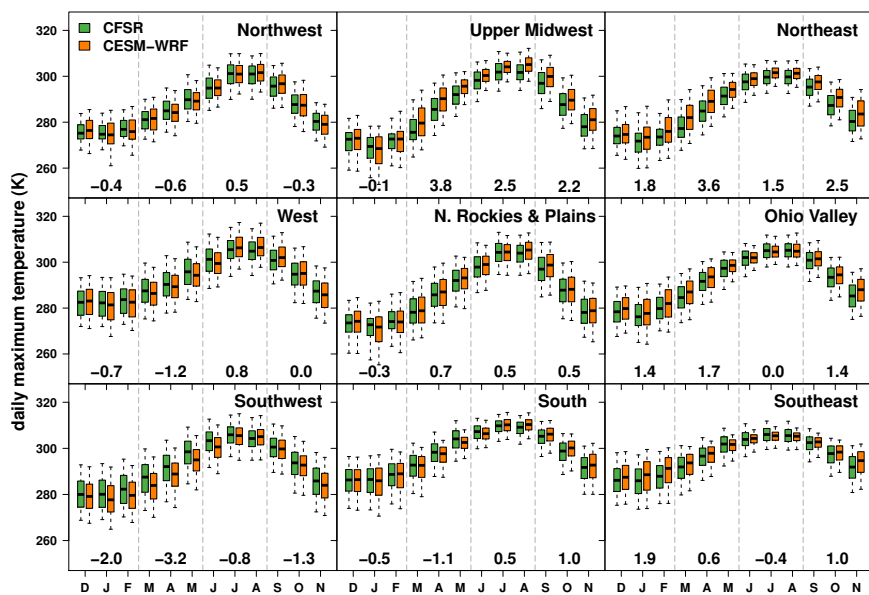 daily maximum temperature (K)
CFSR
CESM−WRF
Northwest
Upper Midwest
Northeast
320
300
280
260
−0.4 −0.6 0.5 −0.3
−0.1 3.8 2.5 2.2
1.8 3.6 1.5 2.5
West
N. Rockies & Plains
Ohio Valley
320
300
280
260
−0.7 −1.2 0.8 0.0
−0.3 0.7 0.5 0.5
1.4 1.7 0.0 1.4
Southwest
South
Southeast
320
300
280
260
−2.0 −3.2 −0.8 −1.3
−0.5 −1.1 0.5 1.0
1.9 0.6 −0.4 1.0
D J F M A M J J A S O N
D J F M A M J J A S O N
D J F M A M J J A S O N